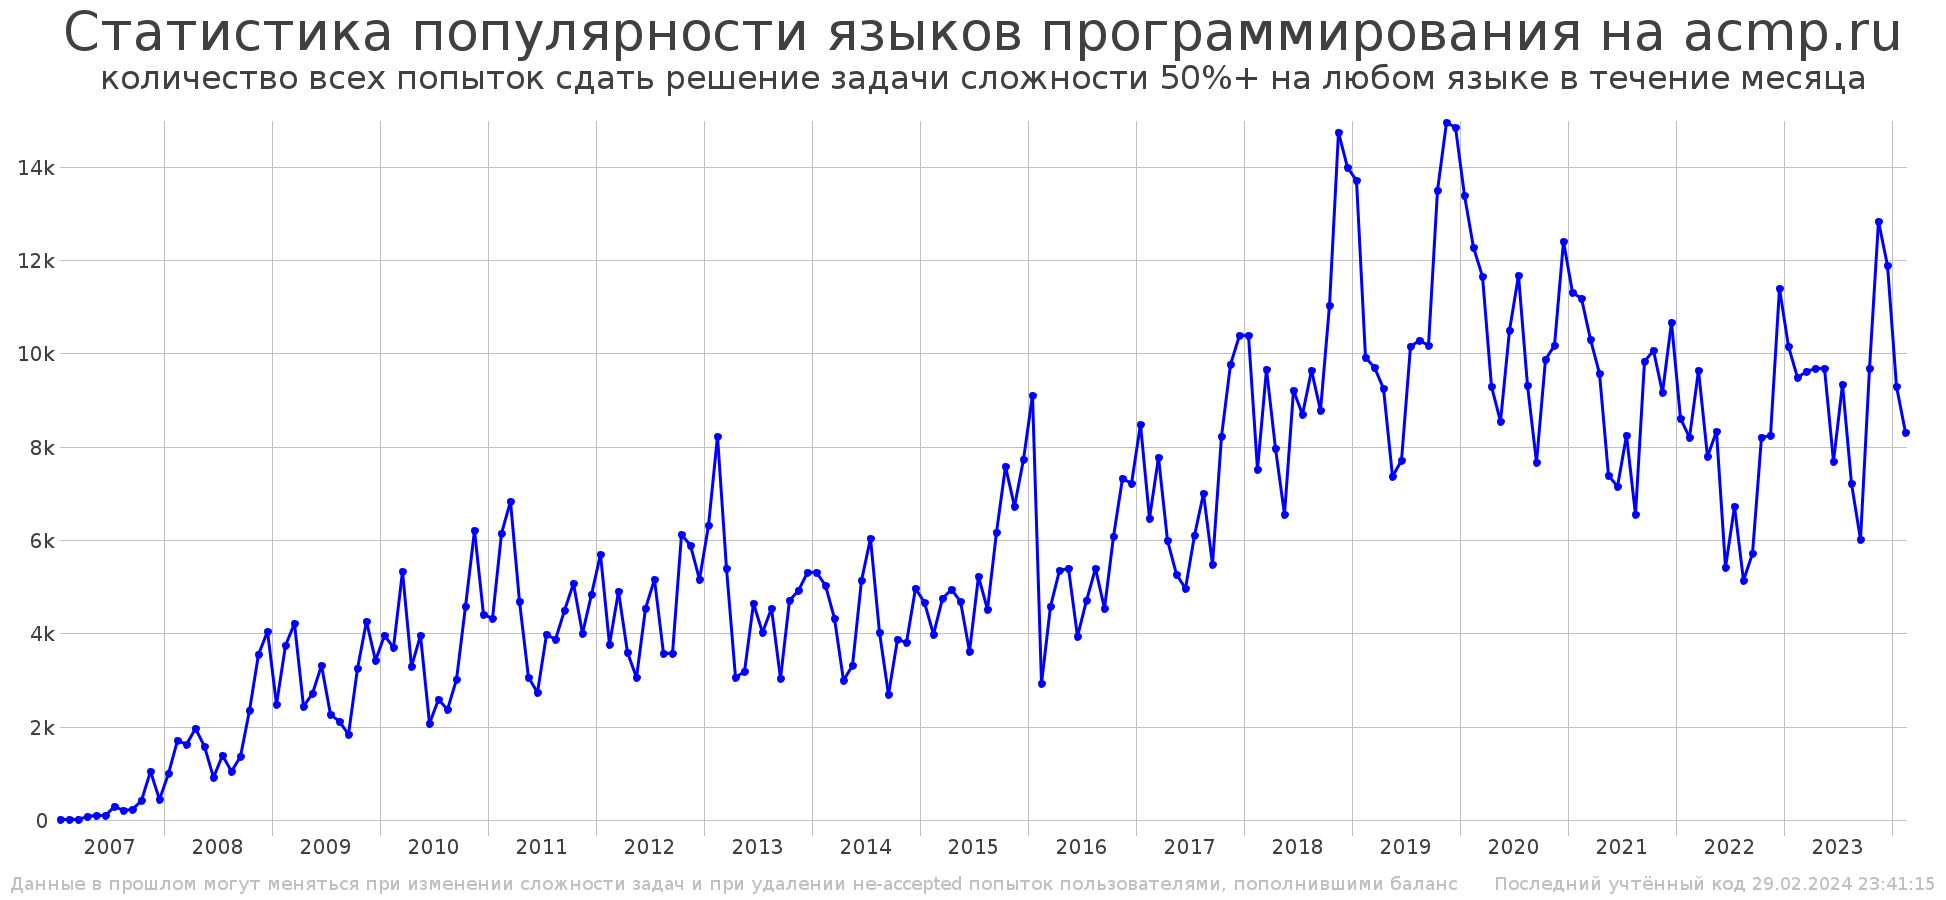 Статистика популярности языков программирования на acmp.ru
количество всех попыток сдать решение задачи сложности 50%+ на любом языке в течение месяца
14k
12k
10k
8k
6k
4k
2k
0
2007 2008 2009 2010 2011 2012 2013 2014 2015 2016 2017 2018 2019 2020 2021 2022 2023
Данные в прошлом могут меняться при изменении сложности задач и при удалении не-accepted попыток пользователями, пополнившими баланс Последний учтённый код 29.02.2024 23:41:15